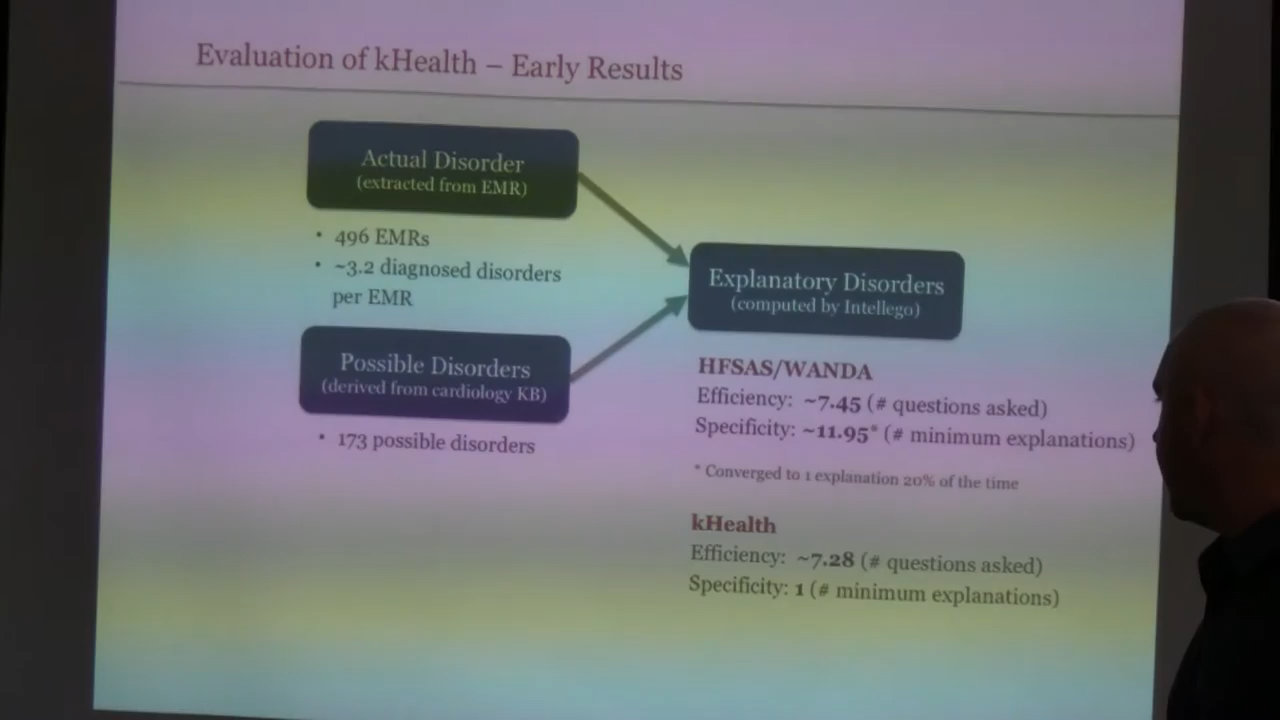 Evaluation of kHealth – Early Results
Actual Disorder
(extracted from EMR)
• 496 EMRs
• ~3.2 diagnosed disorders
per EMR
Possible Disorders
(derived from cardiology KB)
• 173 possible disorders
Explanatory Disorders
(computed by Intellego)
HFSAS/WANDA
Efficiency: ~7.45 (# questions asked)
Specificity: ~11.95* (# minimum explanations)
* Converged to 1 explanation 20% of the time
kHealth
Efficiency: ~7.28 (# questions asked)
Specificity: 1 (# minimum explanations)